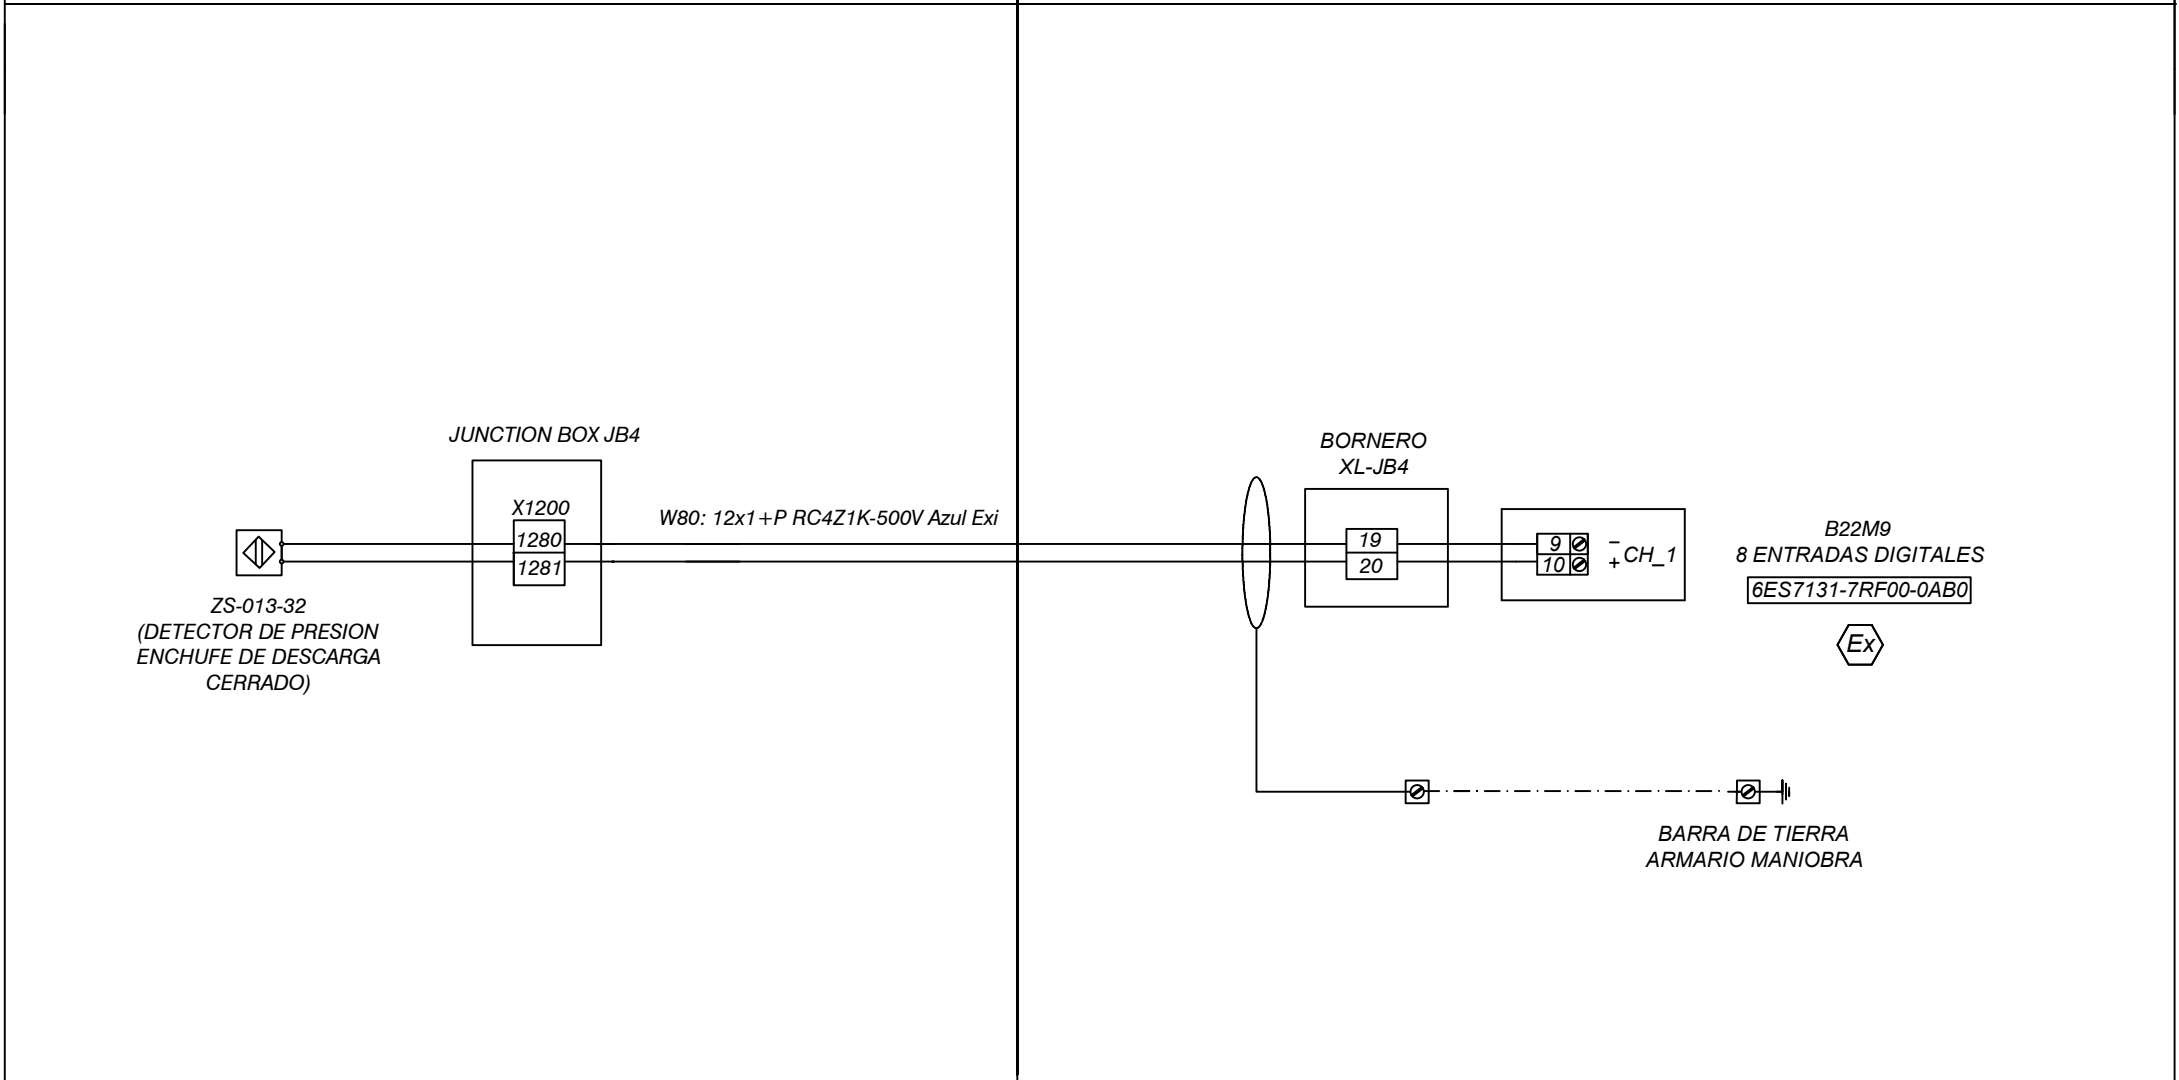 JUNCTION BOX JB4
X1200
1280
1281
W80: 12x1+P RC4Z1K-500V Azul Exi
ZS-013-32
(DETECTOR DE PRESION
ENCHUFE DE DESCARGA
CERRADO)
BORNERO
XL-JB4
19
20
9
10
−
+
CH_1
B22M9
8 ENTRADAS DIGITALES
6ES7131-7RF00-0AB0
Ex
BARRA DE TIERRA
ARMARIO MANIOBRA